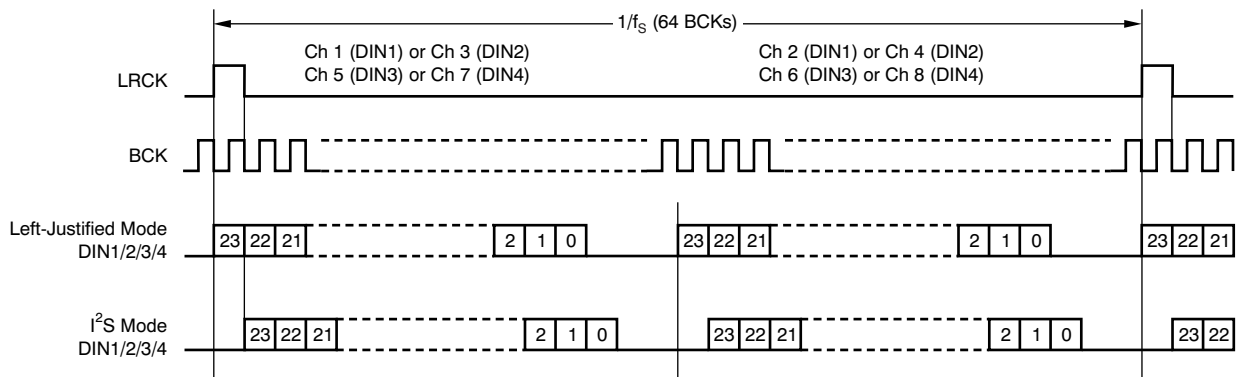 1/fS (64 BCKs)
Ch 1 (DIN1) or Ch 3 (DIN2)
Ch 5 (DIN3) or Ch 7 (DIN4)
Ch 2 (DIN1) or Ch 4 (DIN2)
Ch 6 (DIN3) or Ch 8 (DIN4)
LRCK
BCK
Left-Justified Mode
DIN1/2/3/4
23 22 21 2 1 0 23 22 21 2 1 0 23 22 21
I²S Mode
DIN1/2/3/4
23 22 21 2 1 0 23 22 21 2 1 0 23 22